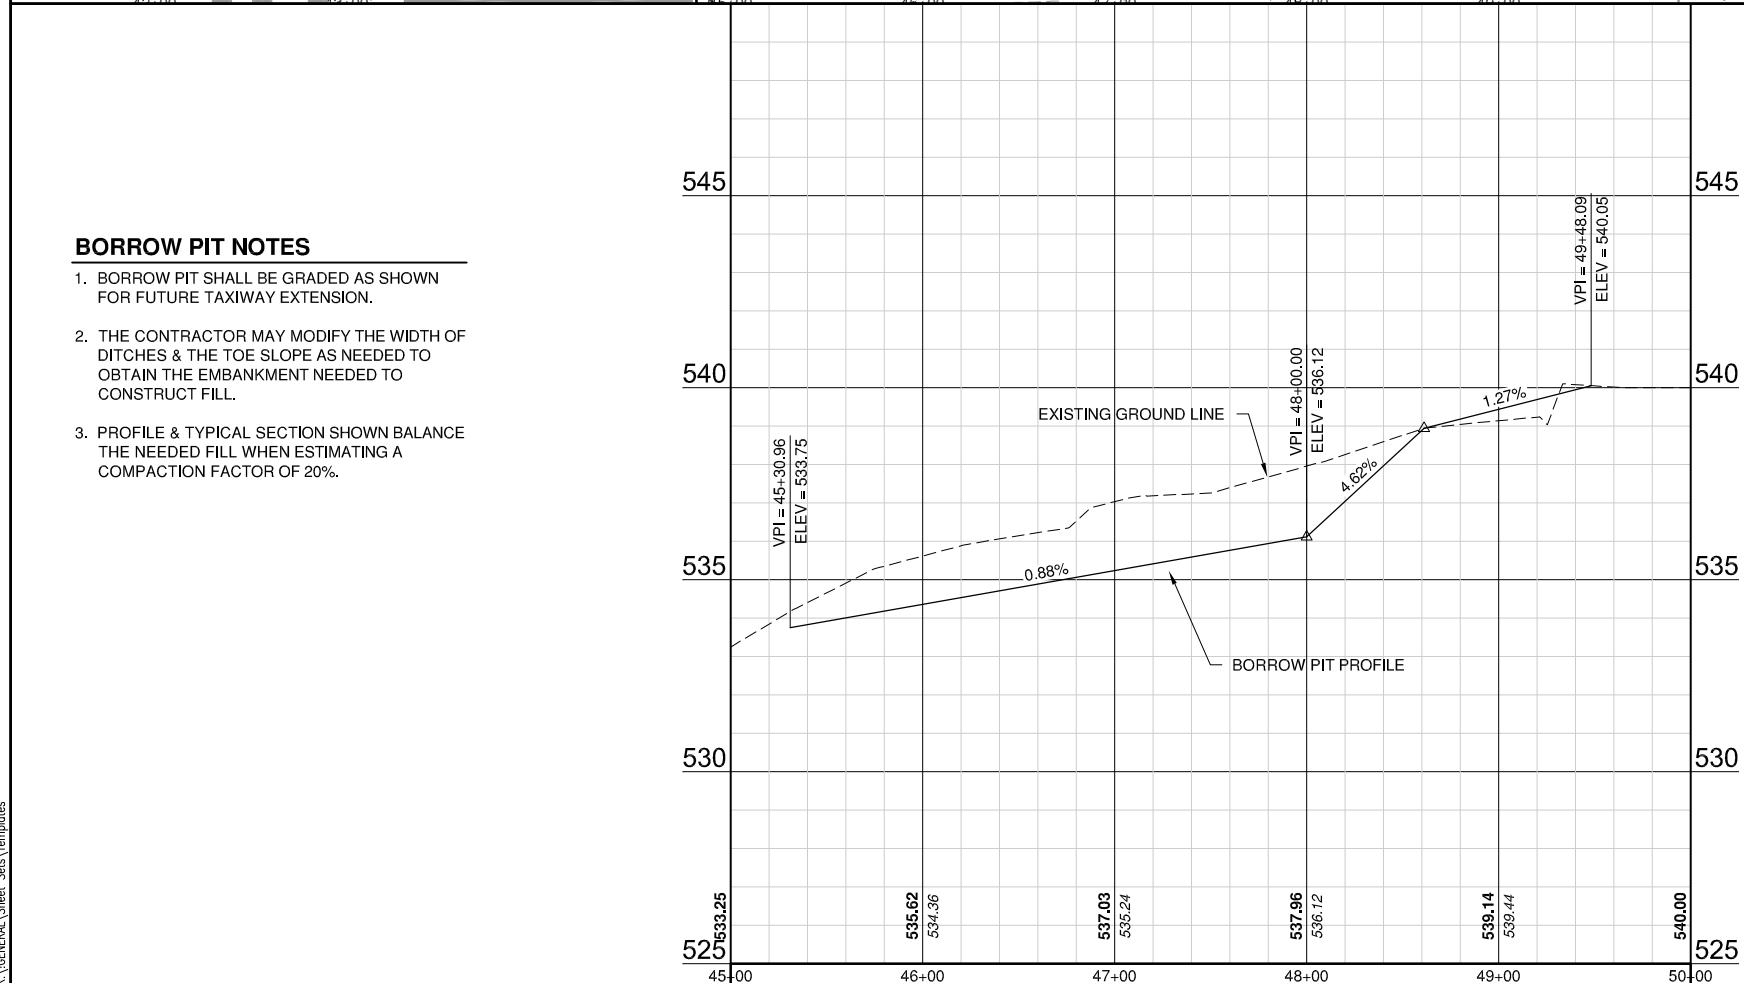 BORROW PIT NOTES
1. BORROW PIT SHALL BE GRADED AS SHOWN
FOR FUTURE TAXIWAY EXTENSION.
2. THE CONTRACTOR MAY MODIFY THE WIDTH OF
DITCHES & THE TOE SLOPE AS NEEDED TO
OBTAIN THE EMBANKMENT NEEDED TO
CONSTRUCT FILL.
3. PROFILE & TYPICAL SECTION SHOWN BALANCE
THE NEEDED FILL WHEN ESTIMATING A
COMPACTION FACTOR OF 20%.
545
545
540
540
535
535
530
530
525
525
VPI = 45+30.96
ELEV = 533.75
VPI = 48+00.00
ELEV = 536.12
VPI = 49+48.09
ELEV = 540.05
EXISTING GROUND LINE
1.27%
4.62%
0.88%
BORROW PIT PROFILE
533.25
535.62
534.36
537.03
535.24
537.96
536.12
539.14
539.44
540.00
45+00
46+00
47+00
48+00
49+00
50+00